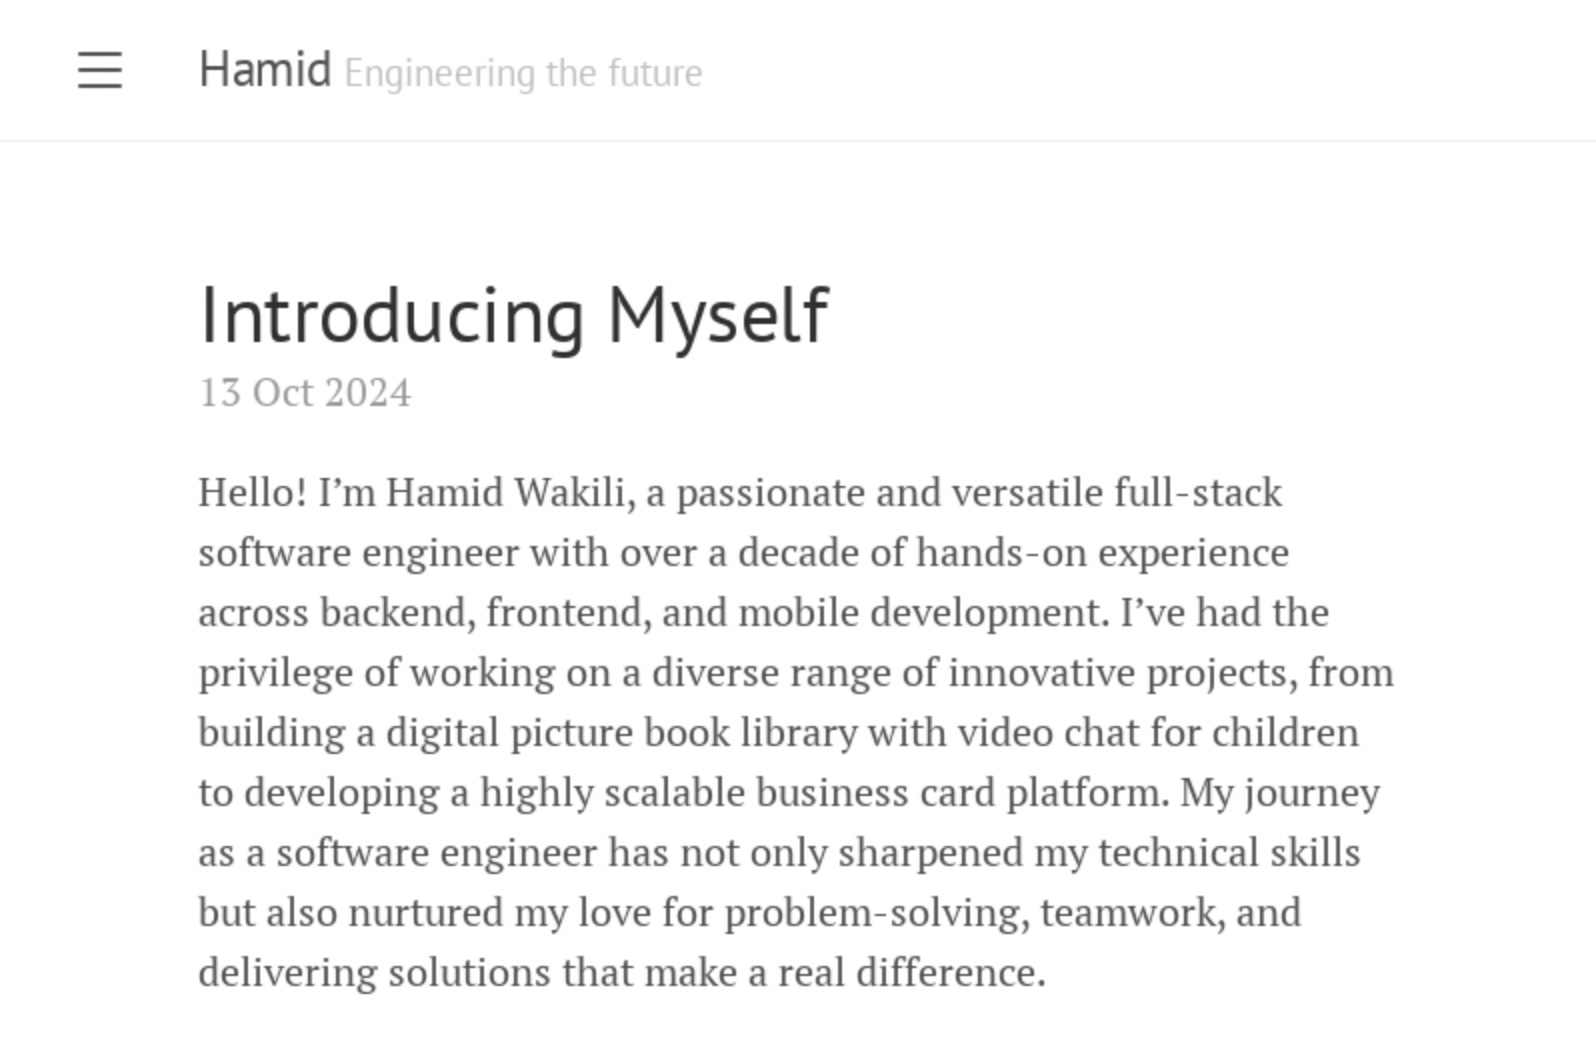 Hamid Engineering the future
Introducing Myself
13 Oct 2024
Hello! I’m Hamid Wakili, a passionate and versatile full-stack
software engineer with over a decade of hands-on experience
across backend, frontend, and mobile development. I’ve had the
privilege of working on a diverse range of innovative projects, from
building a digital picture book library with video chat for children
to developing a highly scalable business card platform. My journey
as a software engineer has not only sharpened my technical skills
but also nurtured my love for problem-solving, teamwork, and
delivering solutions that make a real difference.